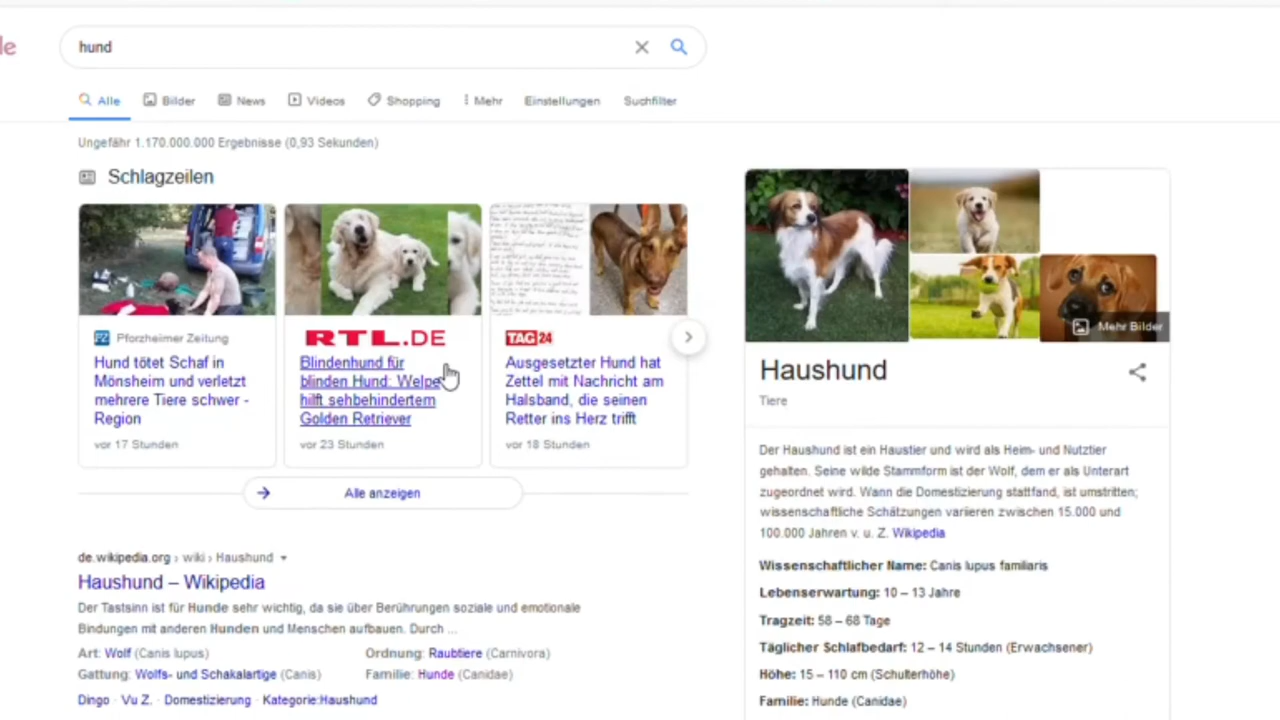 le
hund
Alle Bilder News Videos Shopping Mehr Einstellungen Suchfilter
Ungefähr 1.170.000.000 Ergebnisse (0,93 Sekunden)
Schlagzeilen
Pforzheimer Zeitung
Hund tötet Schaf in
Mönsheim und verletzt
mehrere Tiere schwer -
Region
vor 17 Stunden
RTL.DE
Blindenhund für
blinden Hund: Welpe
hilft sehbehindertem
Golden Retriever
vor 23 Stunden
TAG24
Ausgesetzter Hund hat
Zettel mit Nachricht am
Halsband, die seinen
Retter ins Herz trifft
vor 18 Stunden
Alle anzeigen
de.wikipedia.org › wiki › Haushund
Haushund – Wikipedia
Der Tastsinn ist für Hunde sehr wichtig, da sie über Berührungen soziale und emotionale
Bindungen mit anderen Hunden und Menschen aufbauen. Durch ...
Art: Wolf (Canis lupus) Ordnung: Raubtiere (Carnivora)
Gattung: Wolfs- und Schakalartige (Canis) Familie: Hunde (Canidae)
Dingo · Vu Z. · Domestizierung · Kategorie:Haushund
Mehr Bilder
Haushund
Tiere
Der Haushund ist ein Haustier und wird als Heim- und Nutztier
gehalten. Seine wilde Stammform ist der Wolf, dem er als Unterart
zugeordnet wird. Wann die Domestizierung stattfand, ist umstritten;
wissenschaftliche Schätzungen variieren zwischen 15.000 und
100.000 Jahren v. u. Z. Wikipedia
Wissenschaftlicher Name: Canis lupus familiaris
Lebenserwartung: 10 – 13 Jahre
Tragzeit: 58 – 68 Tage
Täglicher Schlafbedarf: 12 – 14 Stunden (Erwachsener)
Höhe: 15 – 110 cm (Schulterhöhe)
Familie: Hunde (Canidae)